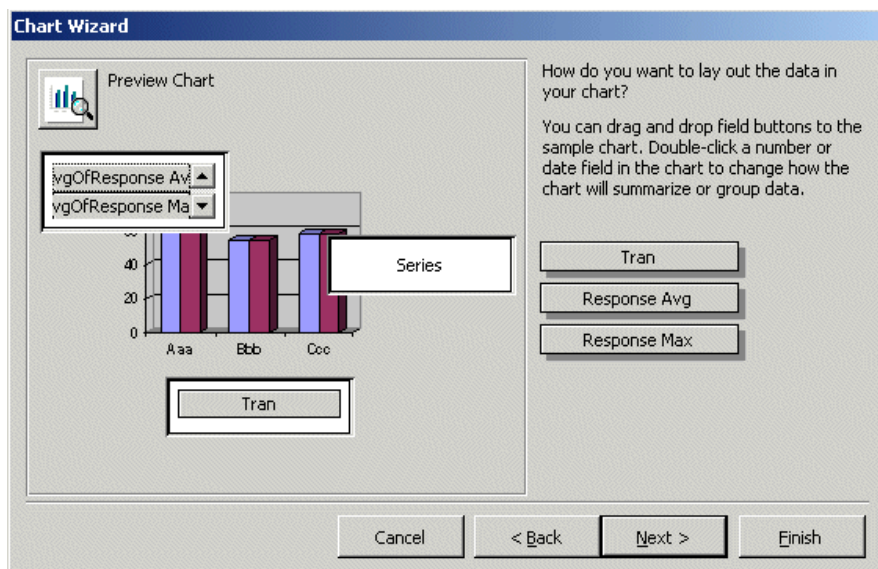 Chart Wizard
Preview Chart
How do you want to lay out the data in
your chart?
You can drag and drop field buttons to the
sample chart. Double-click a number or
date field in the chart to change how the
chart will summarize or group data.
vgOfResponse Av
vgOfResponse Ma
40
20
0
Aaa Bbb Ccc
Series
Tran
Tran
Response Avg
Response Max
Cancel < Back Next > Finish